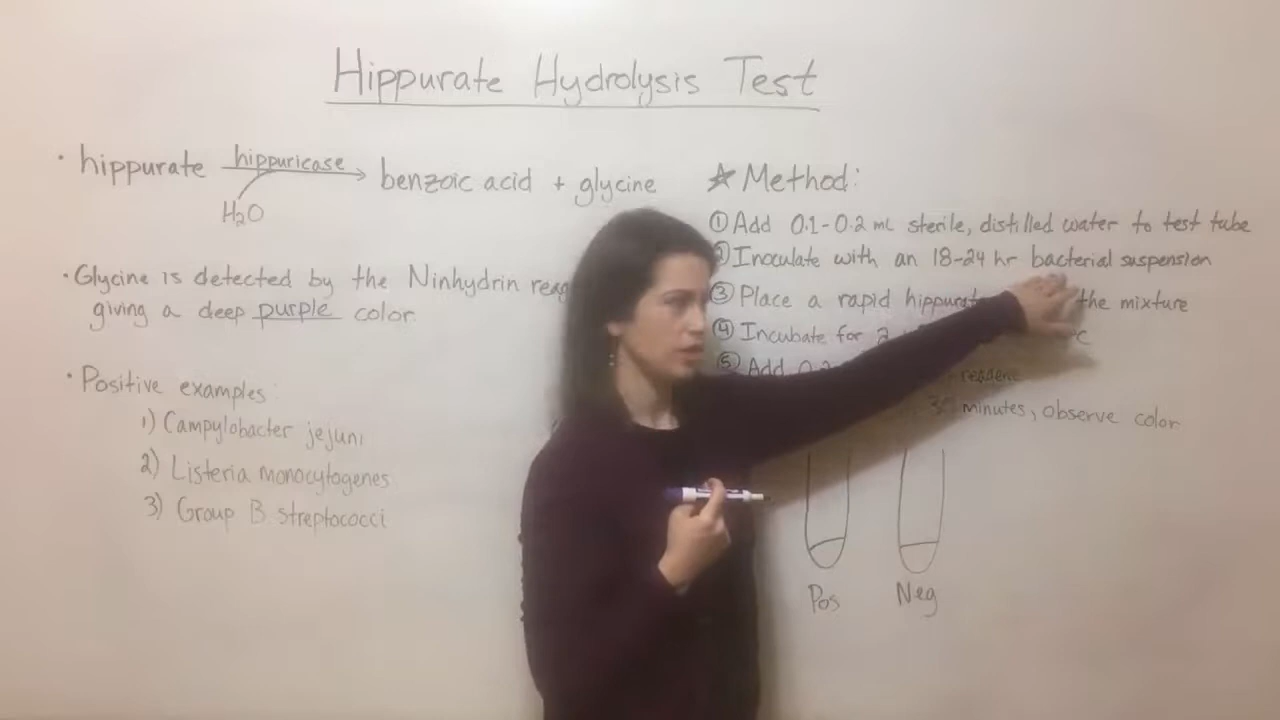 Hippurate Hydrolysis Test
• hippurate hippuricase benzoic acid + glycine
H₂O
• Glycine is detected by the Ninhydrin
giving a deep purple color.
• Positive examples:
1) Campylobacter jejuni
2) Listeria monocytogenes
3) Group B streptococci
★ Method:
① Add 0.1-0.2 mL sterile, distilled water to test tube
② Inoculate with an 18-24 hr bacterial suspension
③ Place a rapid the mixture
④ Incubate for 2
⑤ Add
minutes, observe color
Pos
Neg